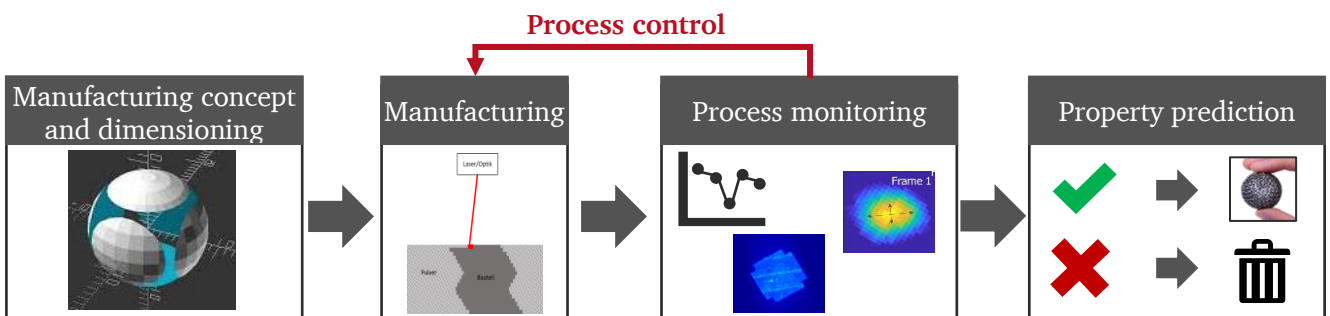 Process control
Manufacturing concept
and dimensioning
Manufacturing
Process monitoring
Property prediction
Laser/Optik
Pulver
Bauteil
Frame 1